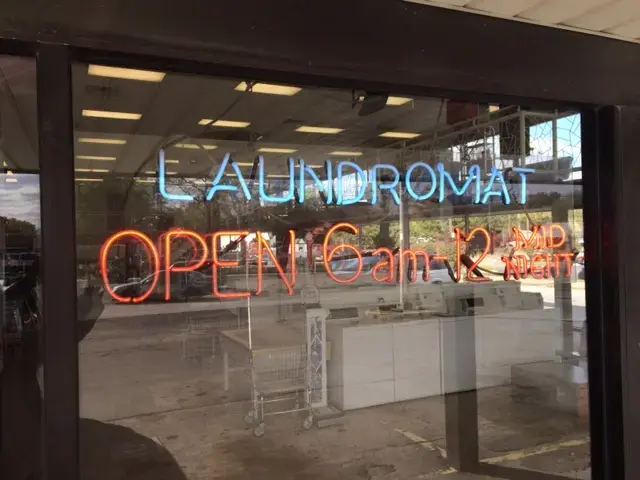 LAUNDROMAT
OPEN 6am-12 MID NIGHT